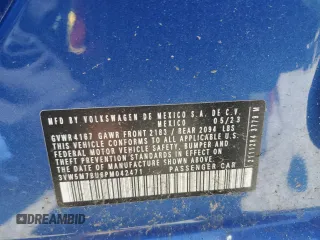 MFD BY VOLKSWAGEN DE MEXICO S.A. DE C.V.
MEXICO 05/23
GVWR 4187 GAWR FRONT 2183 / REAR 2094 LBS
THIS VEHICLE CONFORMS TO ALL APPLICABLE
FEDERAL MOTOR VEHICLE
SAFETY, BUMPER AND THEFT PREVENTION
STANDARDS IN EFFECT ON THE DATE
OF MANUFACTURE SHOWN ABOVE
3VWSM7BU9PM042471 PASSENGER CAR
DREAMBID